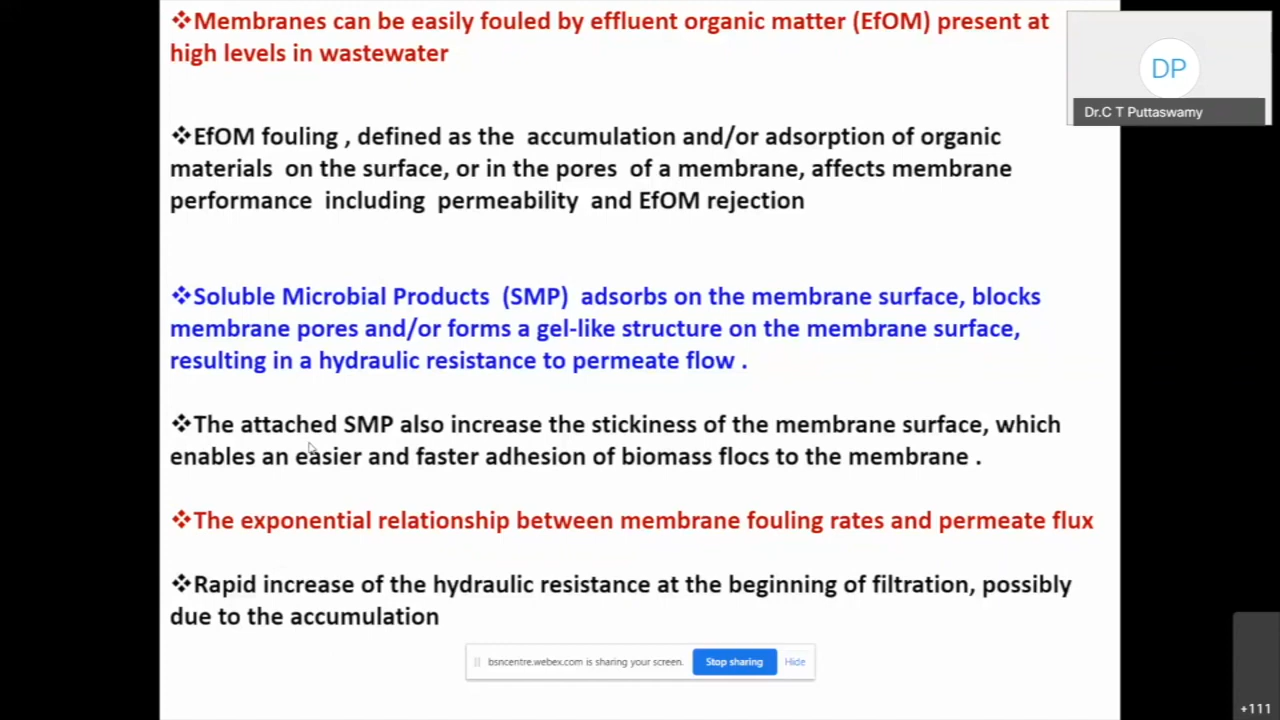 ❖Membranes can be easily fouled by effluent organic matter (EfOM) present at
high levels in wastewater
DP
Dr.C T Puttaswamy
❖EfOM fouling , defined as the accumulation and/or adsorption of organic
materials on the surface, or in the pores of a membrane, affects membrane
performance including permeability and EfOM rejection
❖Soluble Microbial Products (SMP) adsorbs on the membrane surface, blocks
membrane pores and/or forms a gel-like structure on the membrane surface,
resulting in a hydraulic resistance to permeate flow .
❖The attached SMP also increase the stickiness of the membrane surface, which
enables an easier and faster adhesion of biomass flocs to the membrane .
❖The exponential relationship between membrane fouling rates and permeate flux
❖Rapid increase of the hydraulic resistance at the beginning of filtration, possibly
due to the accumulation
bsncentre.webex.com is sharing your screen. Stop sharing Hide
+111